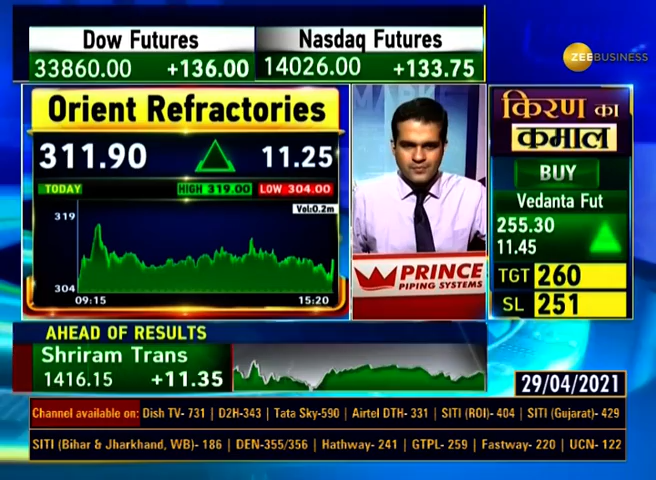 Dow Futures
33860.00 +136.00
Nasdaq Futures
14026.00 +133.75
ZEEBUSINESS
Orient Refractories
311.90 11.25
TODAY HIGH 319.00 LOW 304.00
Vol:0.2m
319
304
09:15 15:20
PRINCE
PIPING SYSTEMS
किरण का
कमाल
BUY
Vedanta Fut
255.30
11.45
TGT 260
SL 251
AHEAD OF RESULTS
Shriram Trans
1416.15 +11.35
29/04/2021
Channel available on: Dish TV- 731 | D2H-343 | Tata Sky-590 | Airtel DTH- 331 | SITI (ROI)- 404 | SITI (Gujarat)- 429
SITI (Bihar & Jharkhand, WB)- 186 | DEN-355/356 | Hathway- 241 | GTPL- 259 | Fastway- 220 | UCN- 122